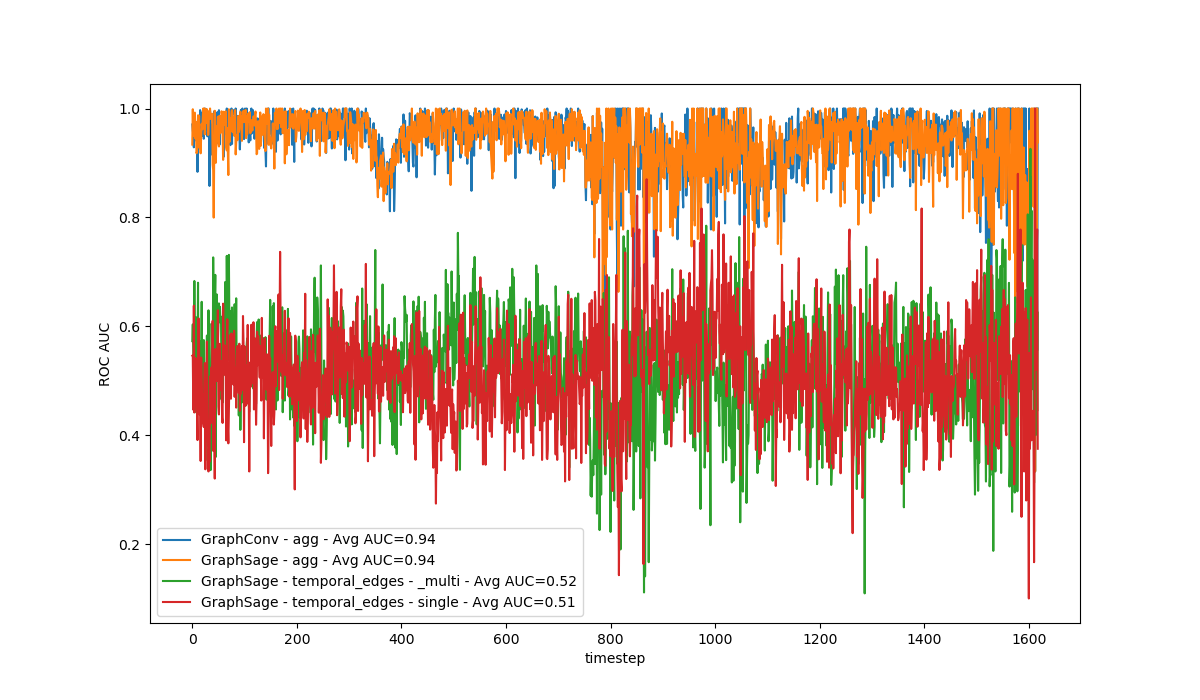 1.0
0.8
0.6
0.4
0.2
ROC AUC
GraphConv - agg - Avg AUC=0.94
GraphSage - agg - Avg AUC=0.94
GraphSage - temporal_edges - _multi - Avg AUC=0.52
GraphSage - temporal_edges - single - Avg AUC=0.51
0 200 400 600 800 1000 1200 1400 1600
timestep